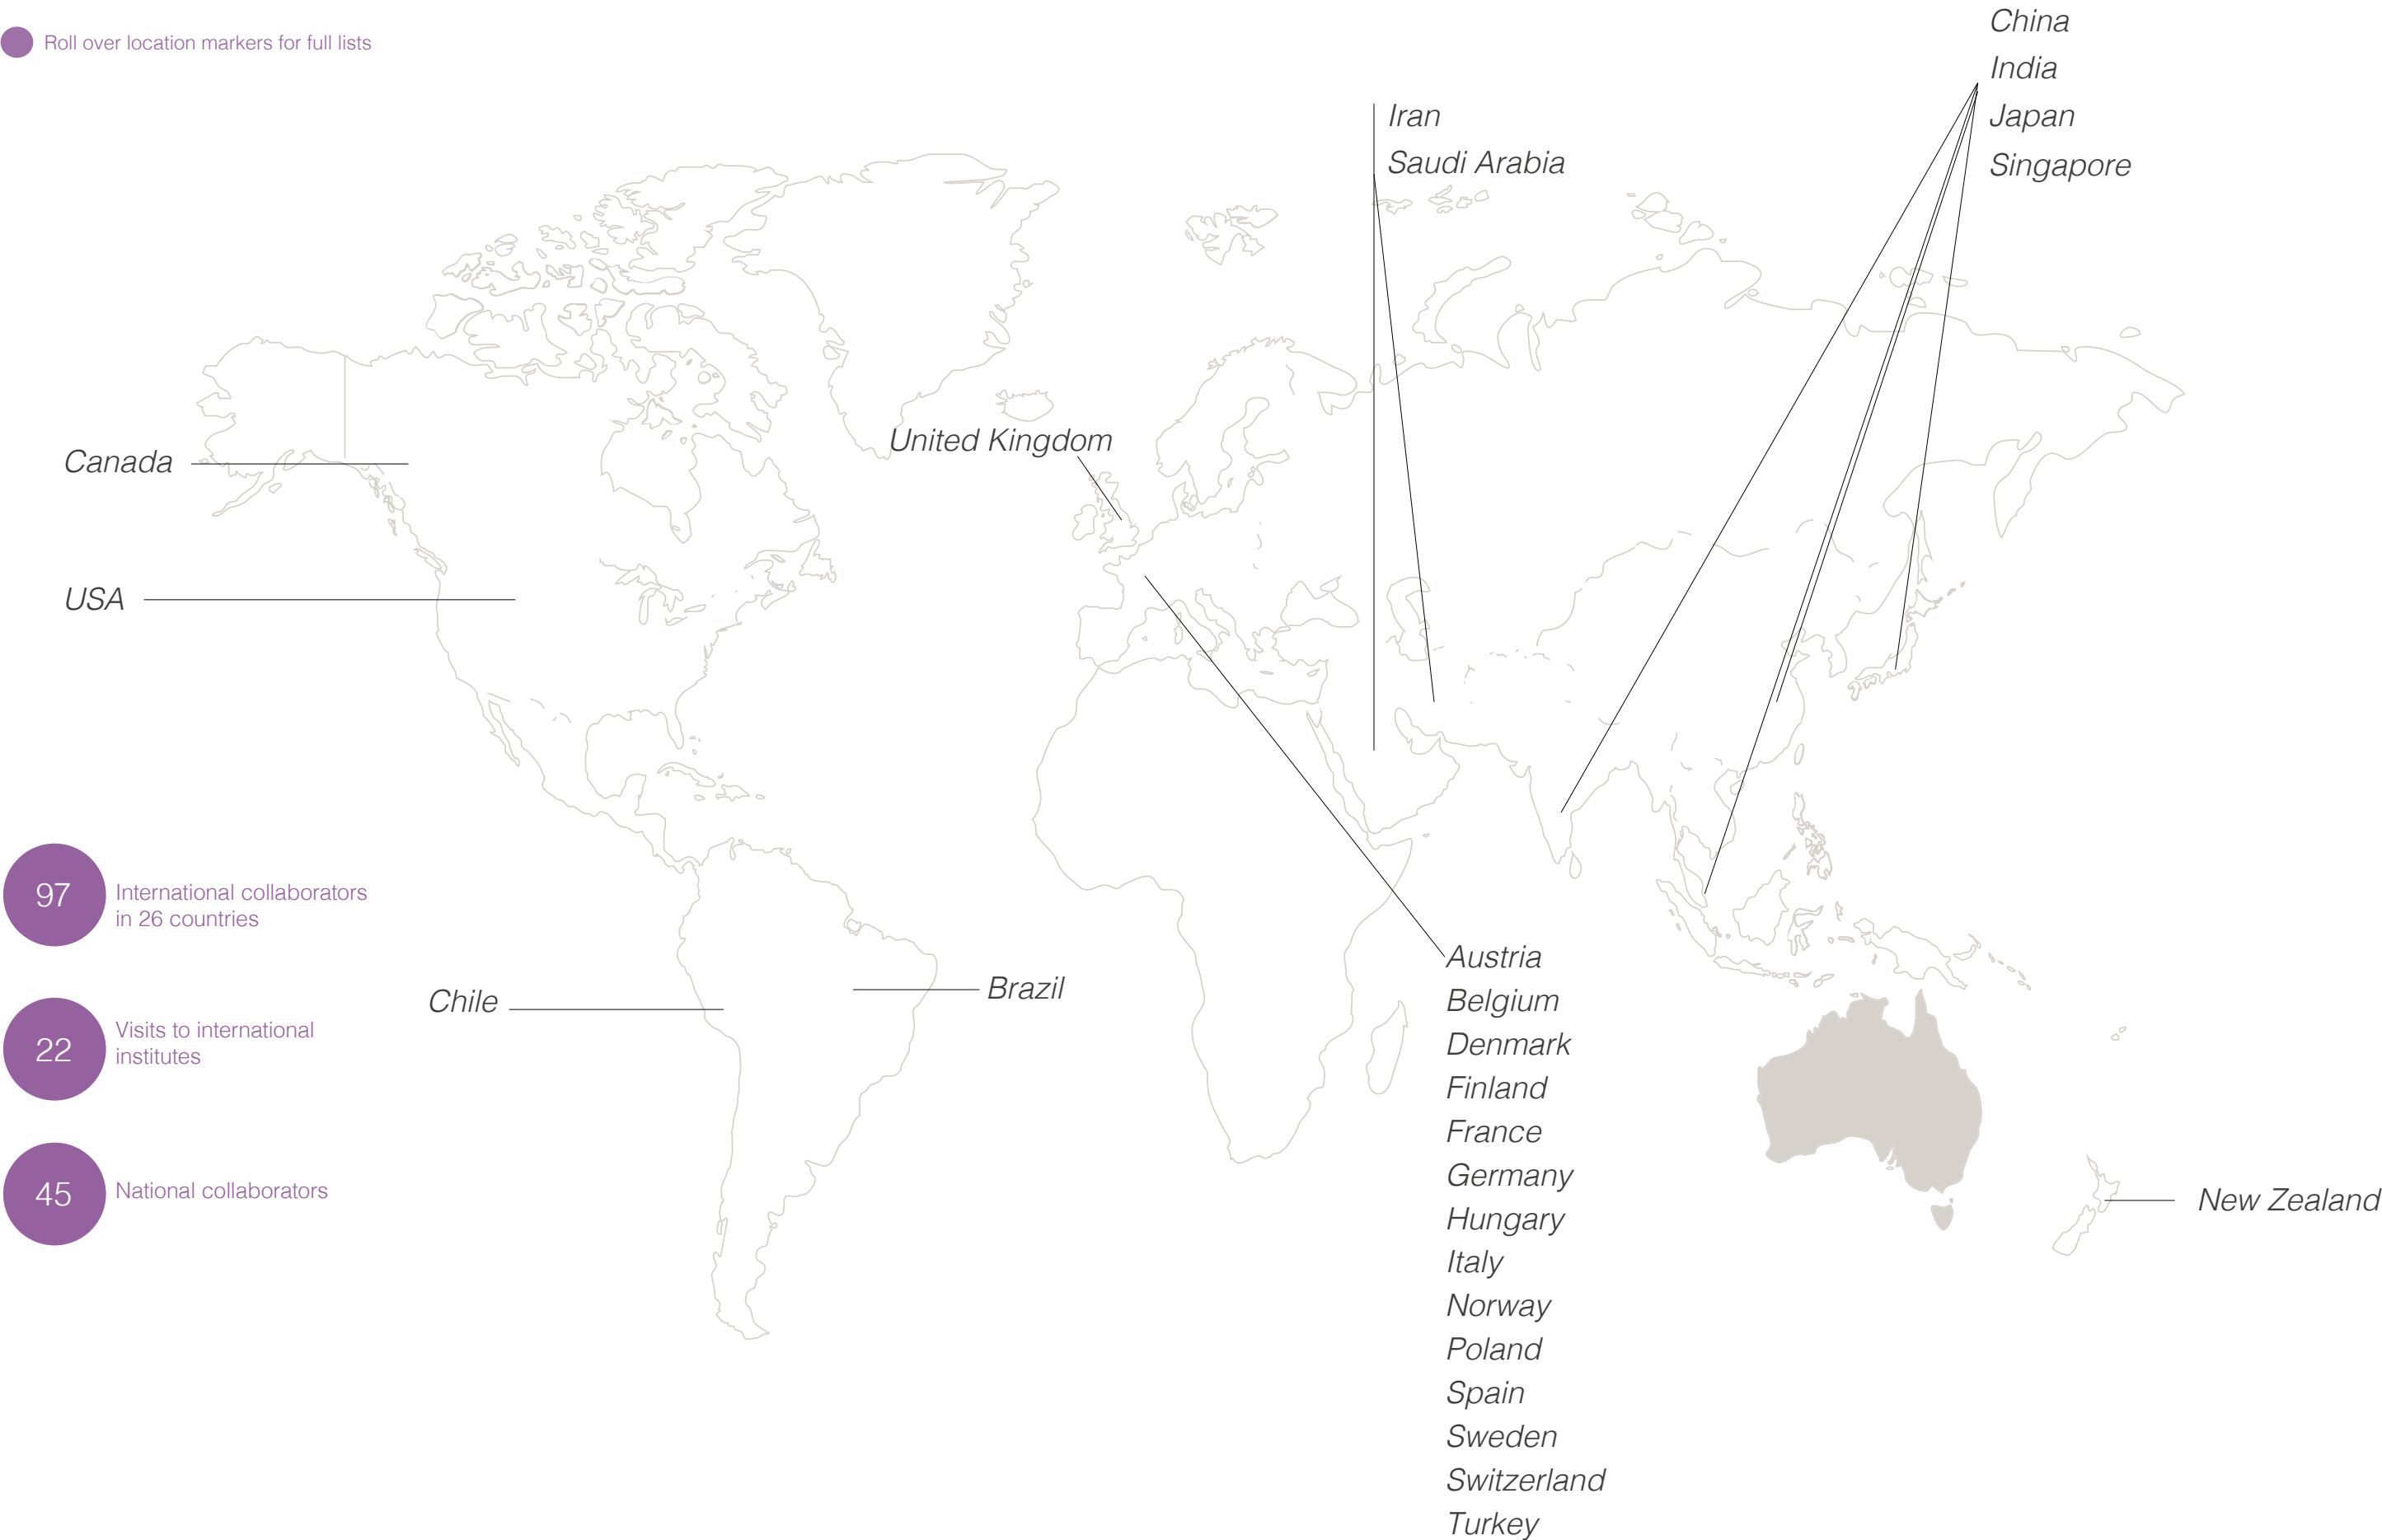 Roll over location markers for full lists
China
India
Japan
Singapore
Iran
Saudi Arabia
United Kingdom
Canada
USA
97
International collaborators
in 26 countries
22
Visits to international
institutes
45
National collaborators
Chile
Brazil
Austria
Belgium
Denmark
Finland
France
Germany
Hungary
Italy
Norway
Poland
Spain
Sweden
Switzerland
Turkey
New Zealand